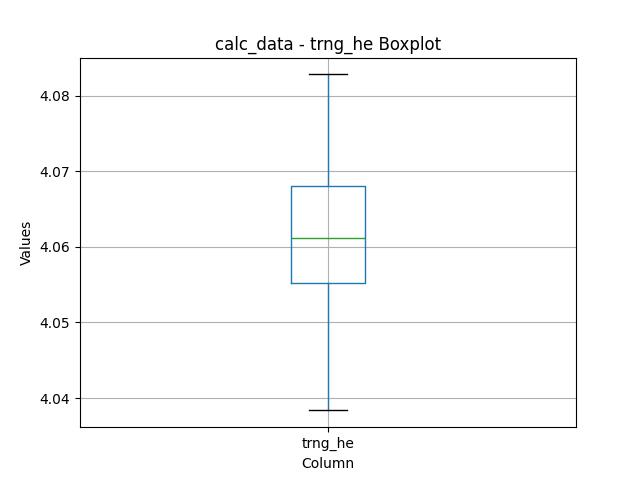 calc_data - trng_he Boxplot
4.08
4.07
4.06
4.05
4.04
Values
trng_he
Column